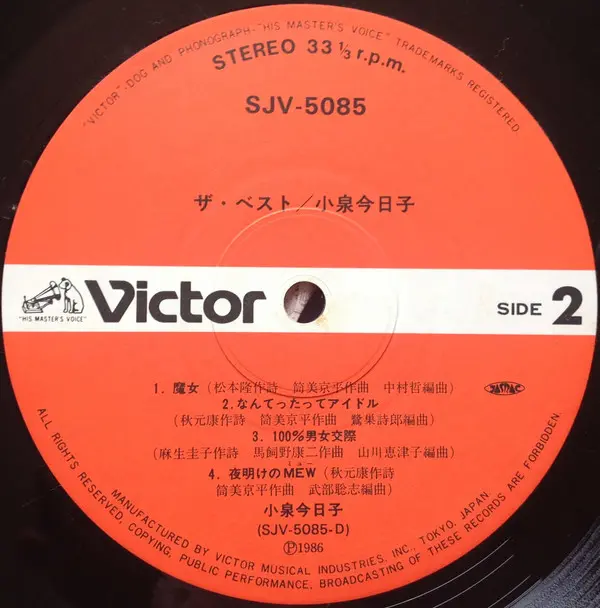 "VICTOR"-DOG AND PHONOGRAPH-"HIS MASTER'S VOICE" TRADEMARKS REGISTERED.
STEREO 33 1/3 r.p.m.
SJV-5085
ザ・ベスト/小泉今日子
"HIS MASTER'S VOICE"
Victor
SIDE 2
1. 魔女(松本隆作詩 筒美京平作曲 中村哲編曲)
JASRAC
2.なんてったってアイドル
(秋元康作詩 筒美京平作曲 鷺巣詩郎編曲)
3. 100%男女交際
(麻生圭子作詩 馬飼野康二作曲 山川恵津子編曲)
ミュー
4. 夜明けのMEW(秋元康作詩
筒美京平作曲 武部聡志編曲)
小泉今日子
(SJV-5085-D)
Ⓟ1986
MANUFACTURED BY VICTOR MUSICAL INDUSTRIES, INC., TOKYO, JAPAN
ALL RIGHTS RESERVED, COPYING, PUBLIC PERFORMANCE, BROADCASTING OF THESE RECORDS ARE FORBIDDEN.